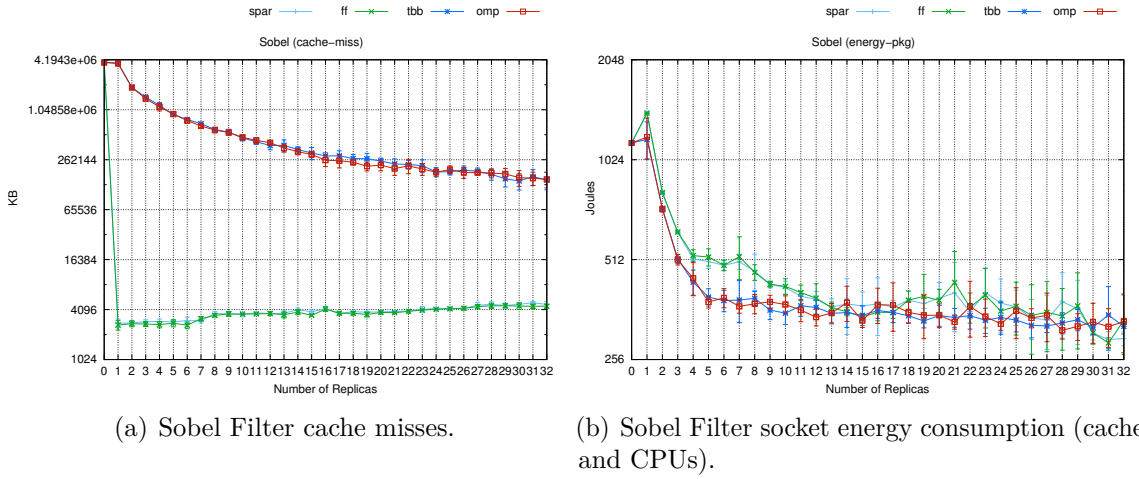 spar ff tbb omp
Sobel (cache-miss)
4.1943e+06
1.04858e+06
262144
65536
16384
4096
1024
KB
0 1 2 3 4 5 6 7 8 9 10 11 12 13 14 15 16 17 18 19 20 21 22 23 24 25 26 27 28 29 30 31 32
Number of Replicas
(a) Sobel Filter cache misses.
spar ff tbb omp
Sobel (energy-pkg)
2048
1024
512
256
Joules
0 1 2 3 4 5 6 7 8 9 10 11 12 13 14 15 16 17 18 19 20 21 22 23 24 25 26 27 28 29 30 31 32
Number of Replicas
(b) Sobel Filter socket energy consumption (cache
and CPUs).